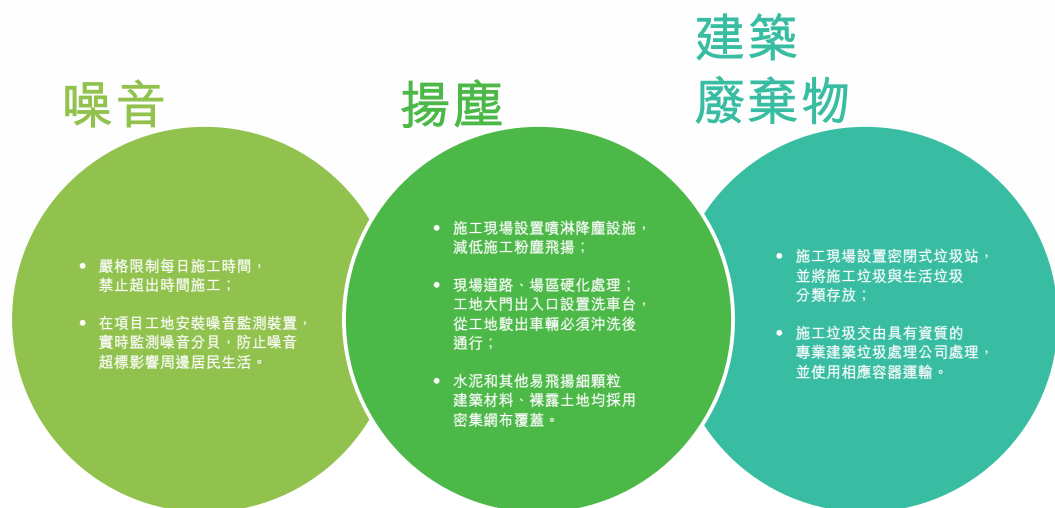 噪音
• 嚴格限制每日施工時間，
禁止超出時間施工；
• 在項目工地安裝噪音監測裝置，
實時監測噪音分貝，防止噪音
超標影響周邊居民生活。
揚塵
• 施工現場設置噴淋降塵設施，
減低施工粉塵飛揚；
• 現場道路、場區硬化處理；
工地大門出入口設置洗車台，
從工地駛出車輛必須沖洗後
通行；
• 水泥和其他易飛揚細顆粒
建築材料、裸露土地均採用
密集網布覆蓋。
建築
廢棄物
• 施工現場設置密閉式垃圾站，
並將施工垃圾與生活垃圾
分類存放；
• 施工垃圾交由具有資質的
專業建築垃圾處理公司處理，
並使用相應容器運輸。